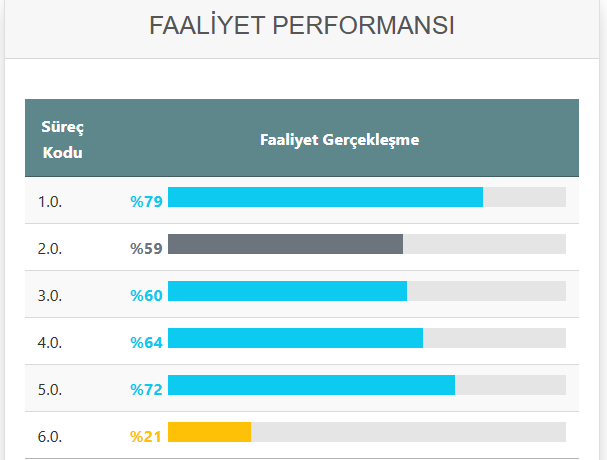 FAALİYET PERFORMANSI
Süreç
Kodu
Faaliyet Gerçekleşme
1.0. %79
2.0. %59
3.0. %60
4.0. %64
5.0. %72
6.0. %21